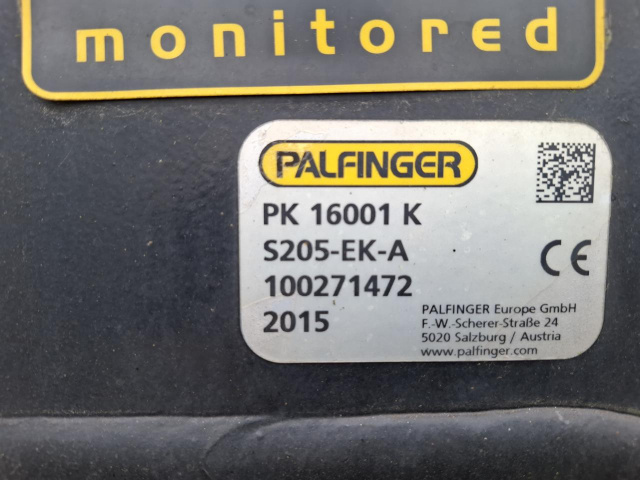 monitored
PALFINGER
PK 16001 K
S205-EK-A
100271472
2015
CE
PALFINGER Europe GmbH
F.-W.-Scherer-Straße 24
5020 Salzburg / Austria
www.palfinger.com